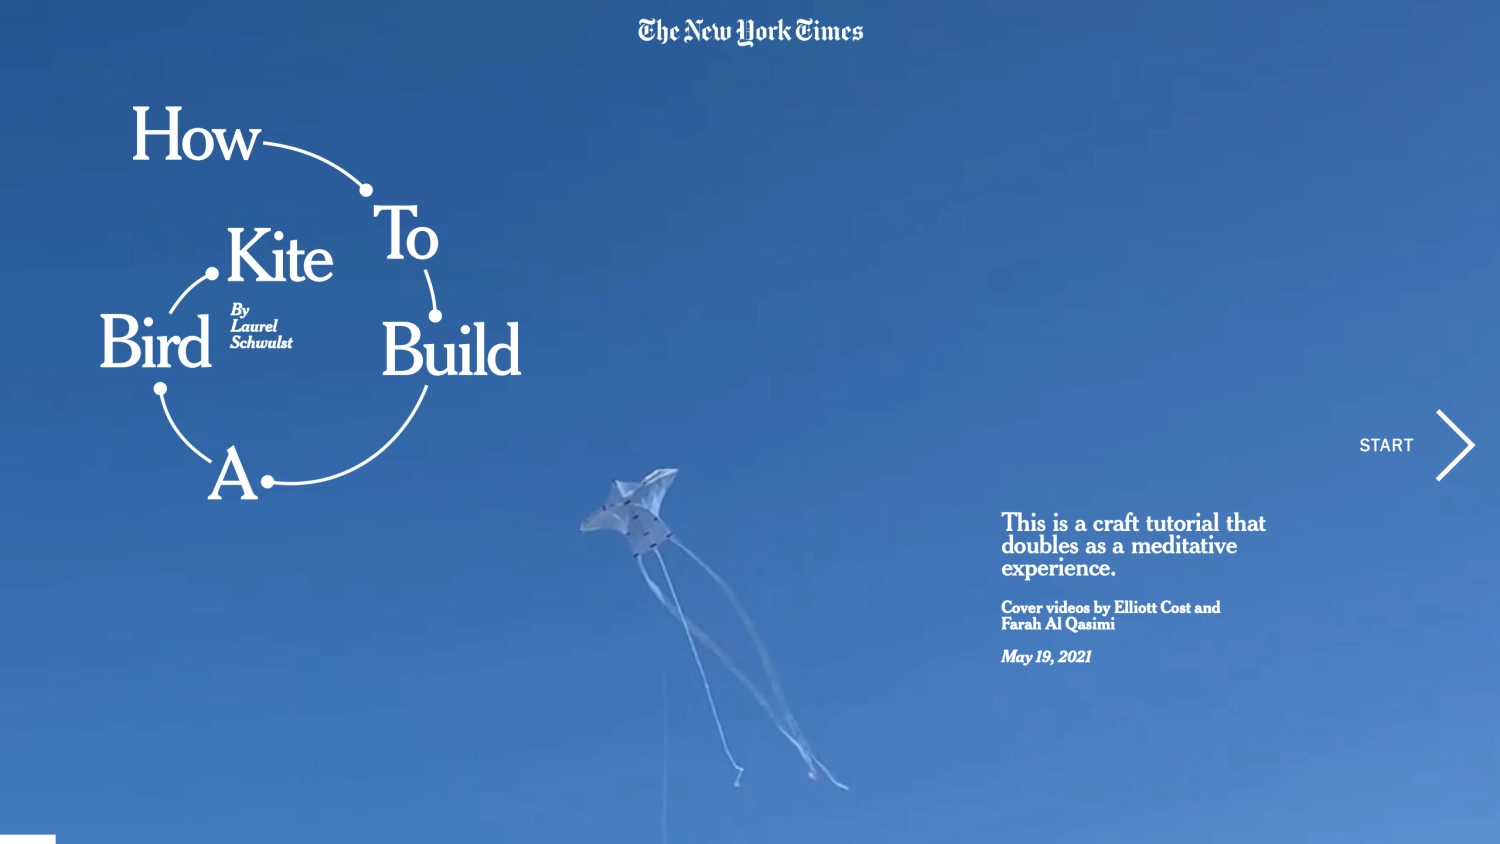 The New York Times
How
To
Build
A
Bird
Kite
By
Laurel
Schwulst
START
This is a craft tutorial that
doubles as a meditative
experience.
Cover videos by Elliott Cost and
Farah Al Qasimi
May 19, 2021